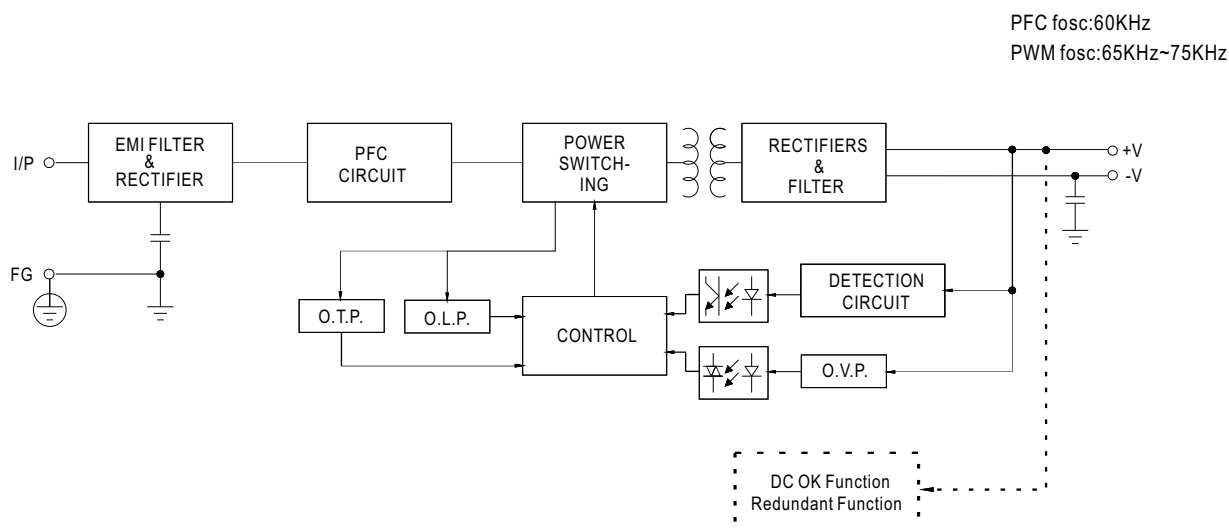 PFC fosc:60KHz
PWM fosc:65KHz~75KHz
I/P
EMI FILTER
&
RECTIFIER
PFC
CIRCUIT
POWER
SWITCH-
ING
RECTIFIERS
&
FILTER
+V
-V
FG
O.T.P.
O.L.P.
CONTROL
DETECTION
CIRCUIT
O.V.P.
DC OK Function
Redundant Function